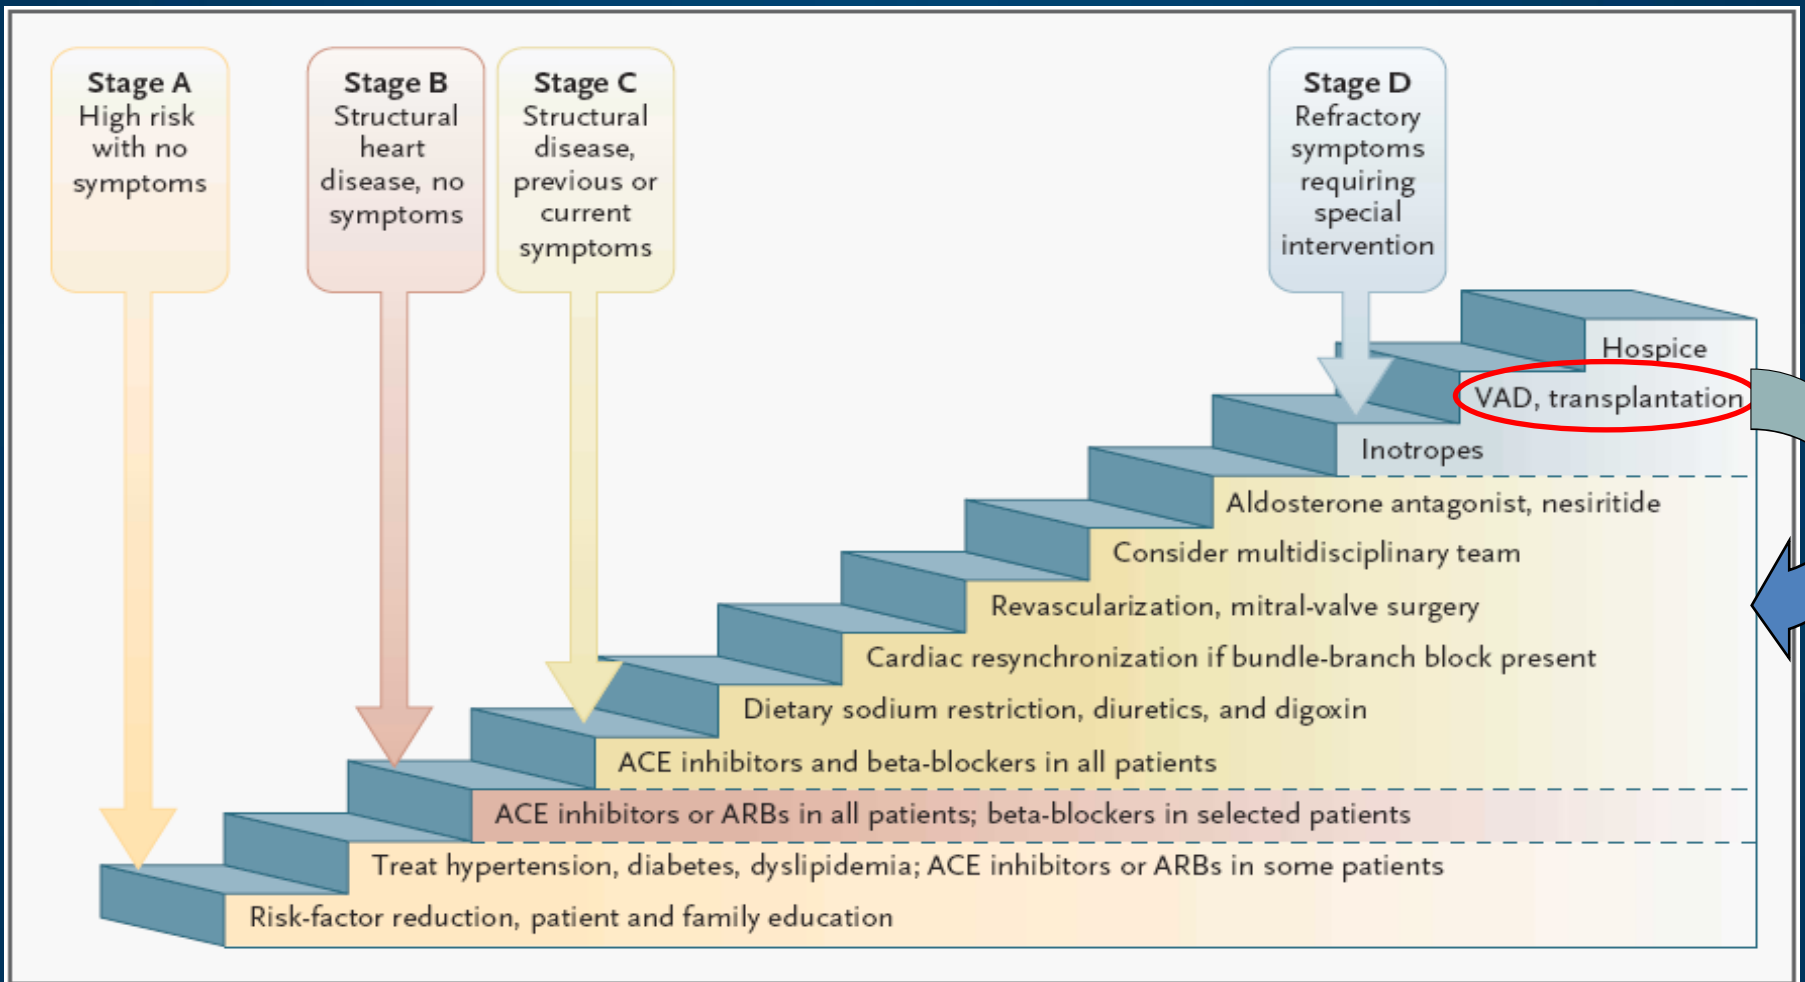 Stage A
High risk
with no
symptoms
Stage B
Structural
heart
disease, no
symptoms
Stage C
Structural
disease,
previous or
current
symptoms
Stage D
Refractory
symptoms
requiring
special
intervention
Hospice
VAD, transplantation
Inotropes
Aldosterone antagonist, nesiritide
Consider multidisciplinary team
Revascularization, mitral-valve surgery
Cardiac resynchronization if bundle-branch block present
Dietary sodium restriction, diuretics, and digoxin
ACE inhibitors and beta-blockers in all patients
ACE inhibitors or ARBs in all patients; beta-blockers in selected patients
Treat hypertension, diabetes, dyslipidemia; ACE inhibitors or ARBs in some patients
Risk-factor reduction, patient and family education